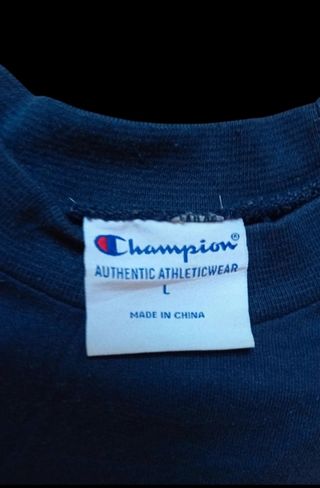 Champion®
AUTHENTIC ATHLETICWEAR
L
MADE IN CHINA